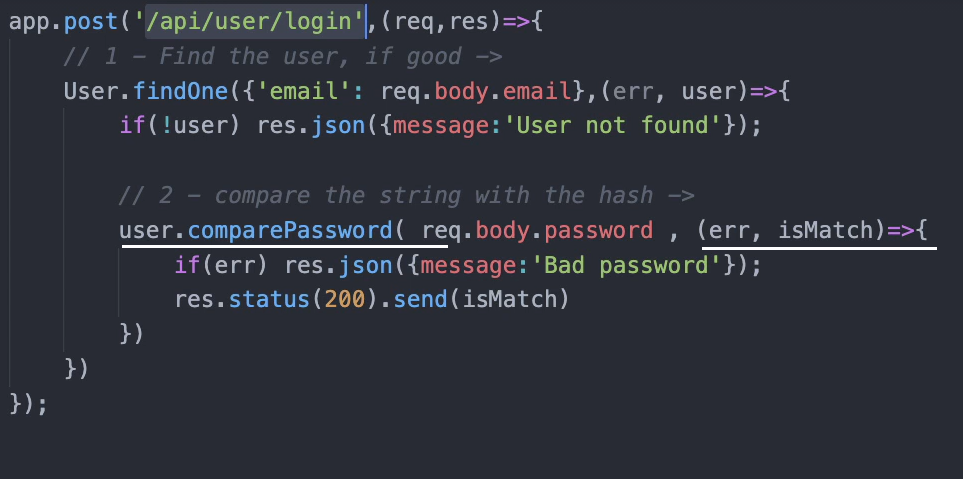 app.post('/api/user/login',(req,res)=>{
// 1 – Find the user, if good ->
User.findOne({'email': req.body.email},(err, user)=>{
if(!user) res.json({message:'User not found'});
// 2 – compare the string with the hash ->
user.comparePassword( req.body.password , (err, isMatch)=>{
if(err) res.json({message:'Bad password'});
res.status(200).send(isMatch)
})
})
});